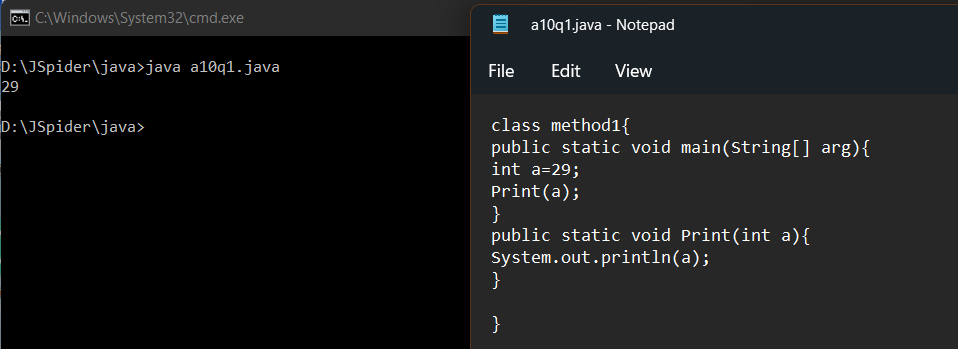 C:\Windows\System32\cmd.exe
D:\JSpider\java>java a10q1.java
29
D:\JSpider\java>
a10q1.java - Notepad
File Edit View
class method1{
public static void main(String[] arg){
int a=29;
Print(a);
}
public static void Print(int a){
System.out.println(a);
}
}